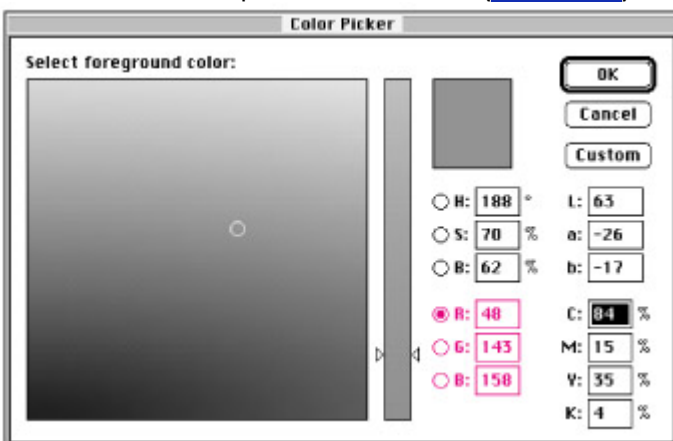 Color Picker
Select foreground color:
OK
Cancel
Custom
H: 188 °
S: 70 %
B: 62 %
L: 63
a: -26
b: -17
R: 48
G: 143
B: 158
C: 84 %
M: 15 %
Y: 35 %
K: 4 %